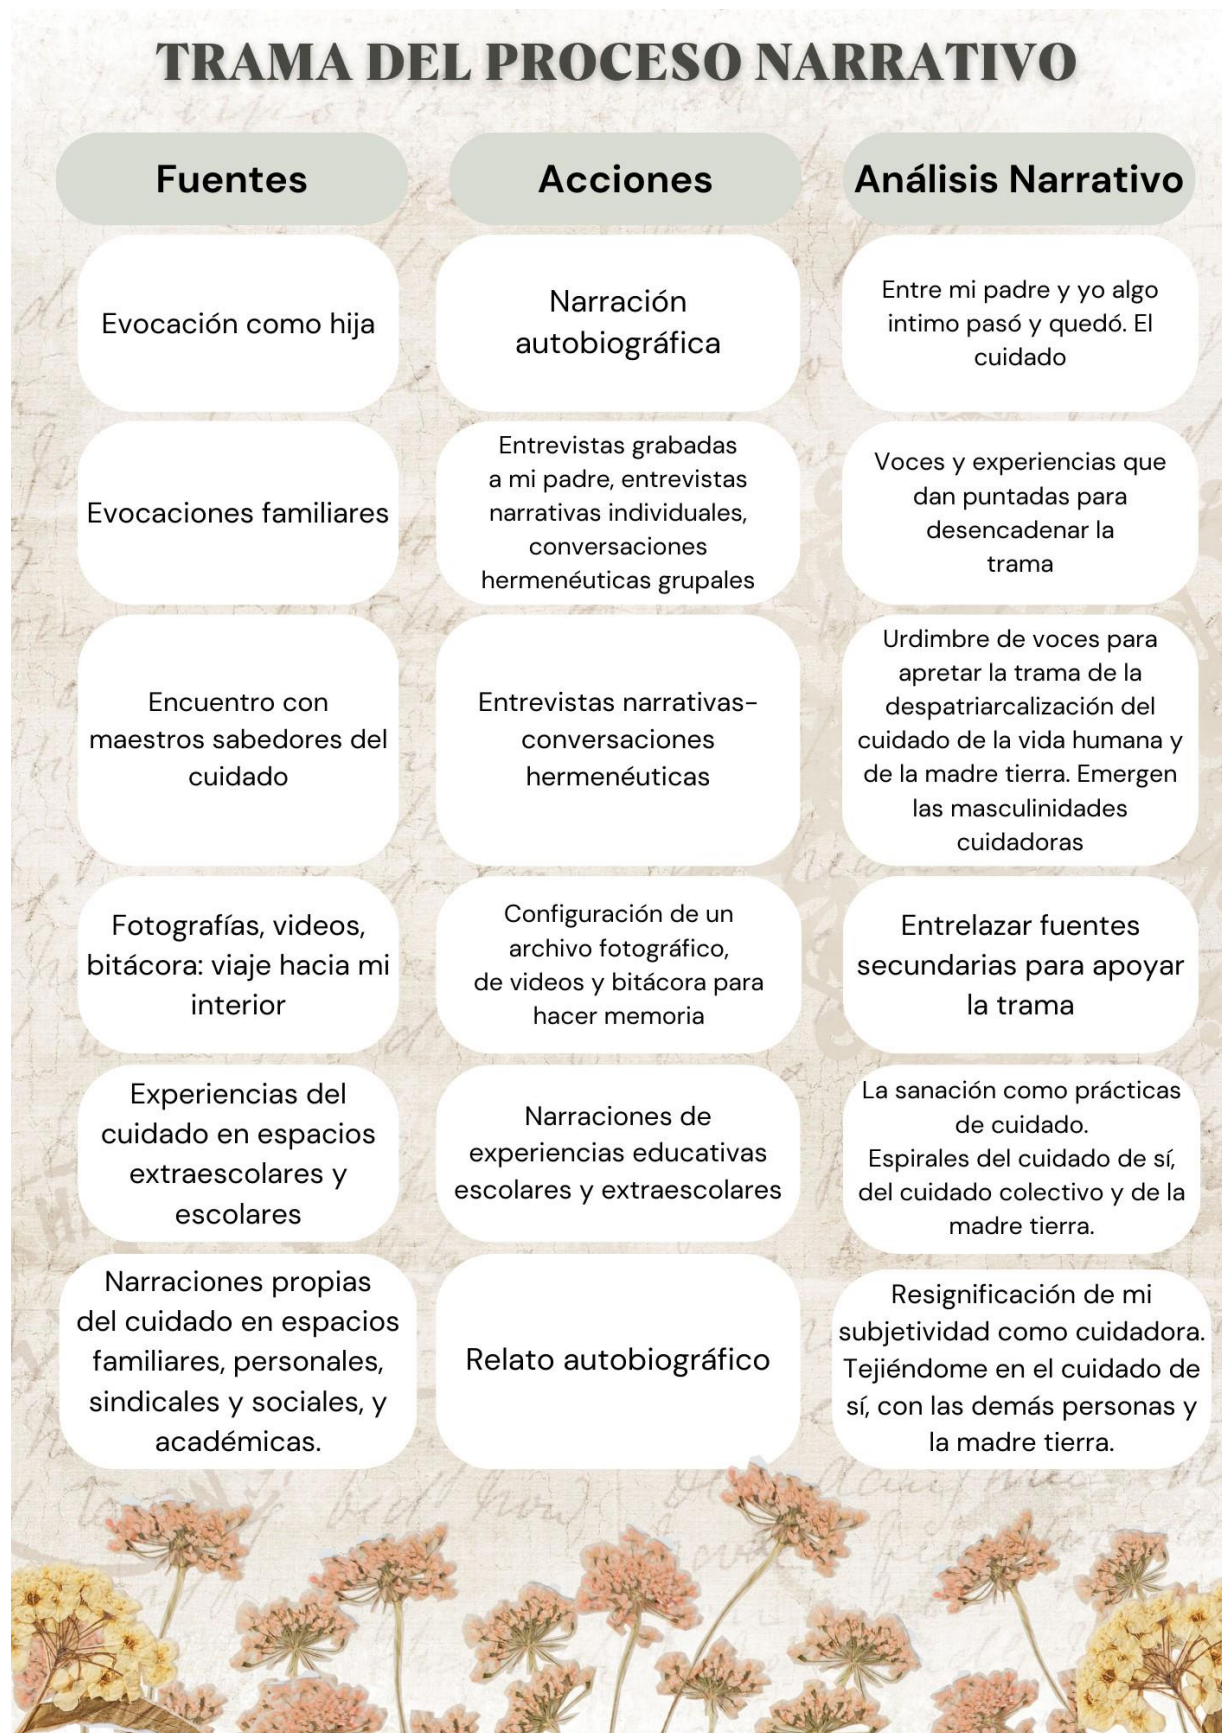 TRAMA DEL PROCESO NARRATIVO
Fuentes
Acciones
Análisis Narrativo
Evocación como hija
Narración
autobiográfica
Entre mi padre y yo algo
intimo pasó y quedó. El
cuidado
Evocaciones familiares
Entrevistas grabadas
a mi padre, entrevistas
narrativas individuales,
conversaciones
hermenéuticas grupales
Voces y experiencias que
dan puntadas para
desencadenar la
trama
Encuentro con
maestros sabedores del
cuidado
Entrevistas narrativas-
conversaciones
hermenéuticas
Urdimbre de voces para
apretar la trama de la
despatriarcalización del
cuidado de la vida humana y
de la madre tierra. Emergen
las masculinidades
cuidadoras
Fotografías, videos,
bitácora: viaje hacia mi
interior
Configuración de un
archivo fotográfico,
de videos y bitácora para
hacer memoria
Entrelazar fuentes
secundarias para apoyar
la trama
Experiencias del
cuidado en espacios
extraescolares y
escolares
Narraciones de
experiencias educativas
escolares y extraescolares
La sanación como prácticas
de cuidado.
Espirales del cuidado de sí,
del cuidado colectivo y de la
madre tierra.
Narraciones propias
del cuidado en espacios
familiares, personales,
sindicales y sociales, y
académicas.
Relato autobiográfico
Resignificación de mi
subjetividad como cuidadora.
Tejiéndome en el cuidado de
sí, con las demás personas y
la madre tierra.